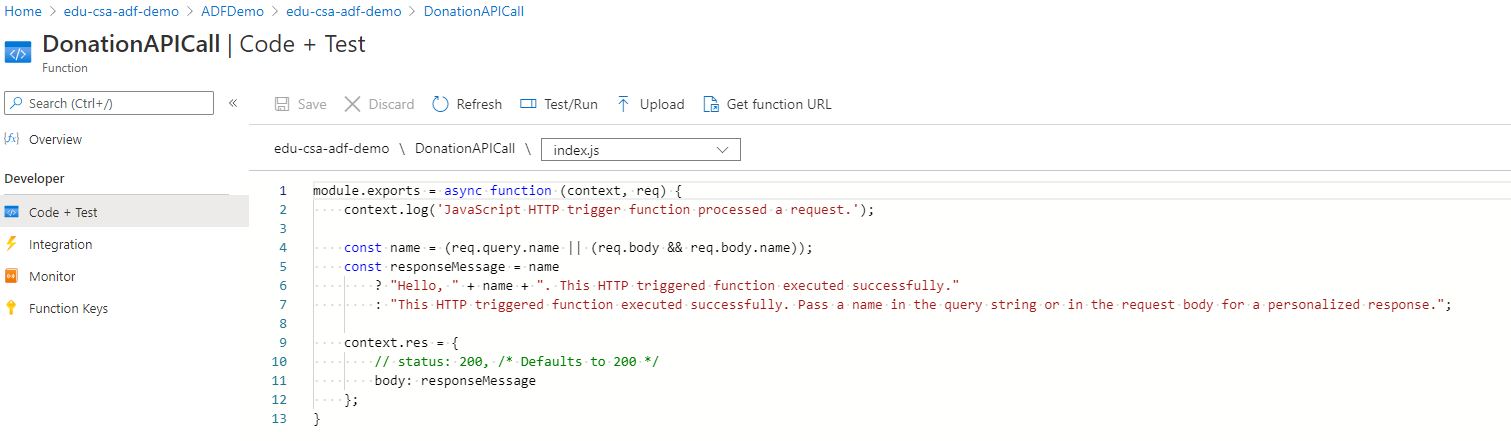 Home > edu-csa-adf-demo > ADFDemo > edu-csa-adf-demo > DonationAPICall
DonationAPICall | Code + Test
Function
Search (Ctrl+/) «
Save Discard Refresh Test/Run Upload Get function URL
Overview
edu-csa-adf-demo \ DonationAPICall \ index.js
Developer
Code + Test
Integration
Monitor
Function Keys
1 module.exports = async function (context, req) {
2     context.log('JavaScript HTTP trigger function processed a request.');
3
4     const name = (req.query.name || (req.body && req.body.name));
5     const responseMessage = name
6         ? "Hello, " + name + ". This HTTP triggered function executed successfully."
7         : "This HTTP triggered function executed successfully. Pass a name in the query string or in the request body for a personalized response.";
8
9     context.res = {
10         // status: 200, /* Defaults to 200 */
11         body: responseMessage
12     };
13 }